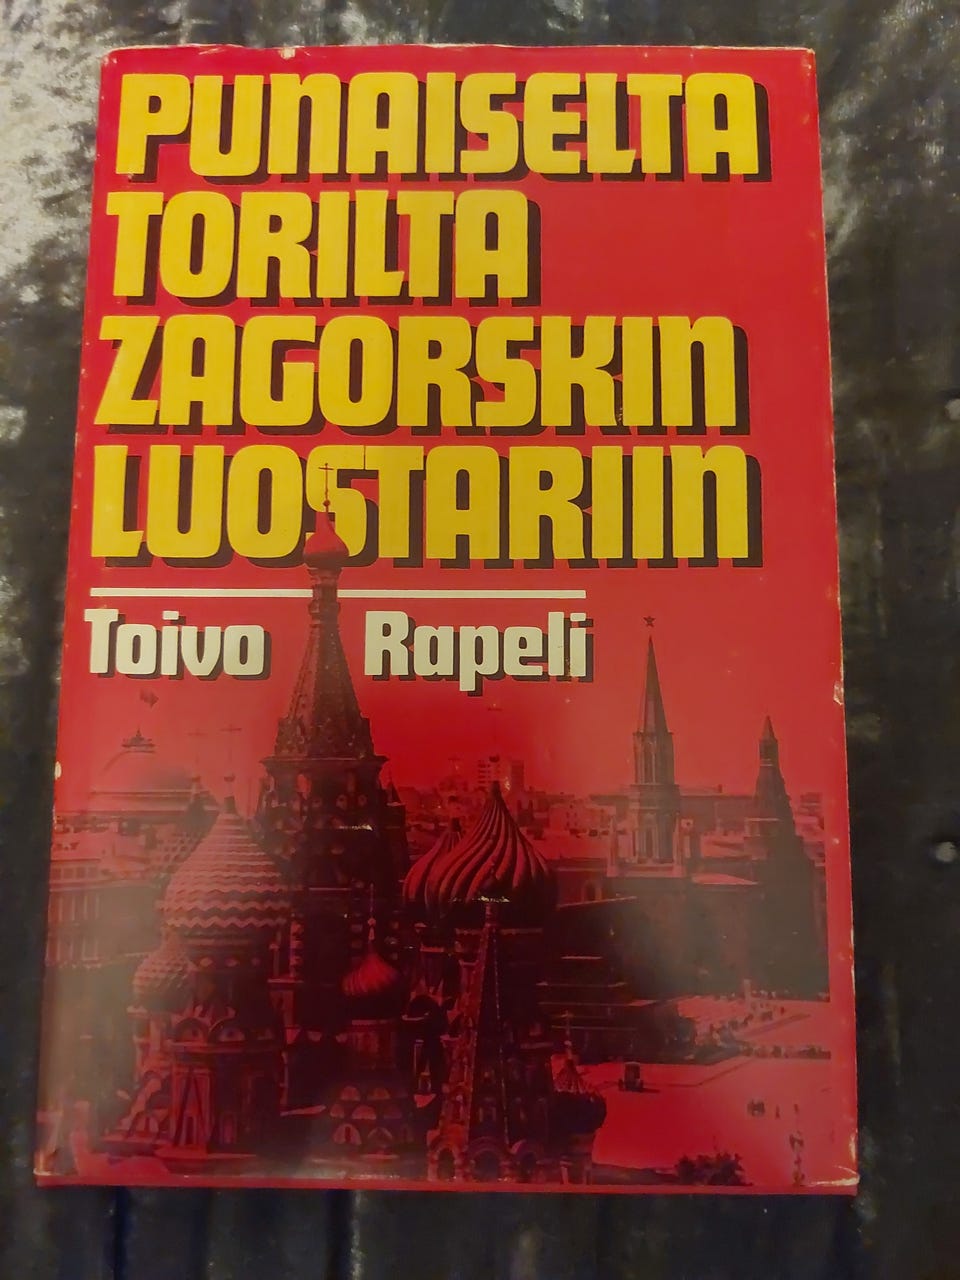 PUNAISELTA
TORILTA
ZAGORSKIN
LUOSTARIIN
Toivo Rapeli